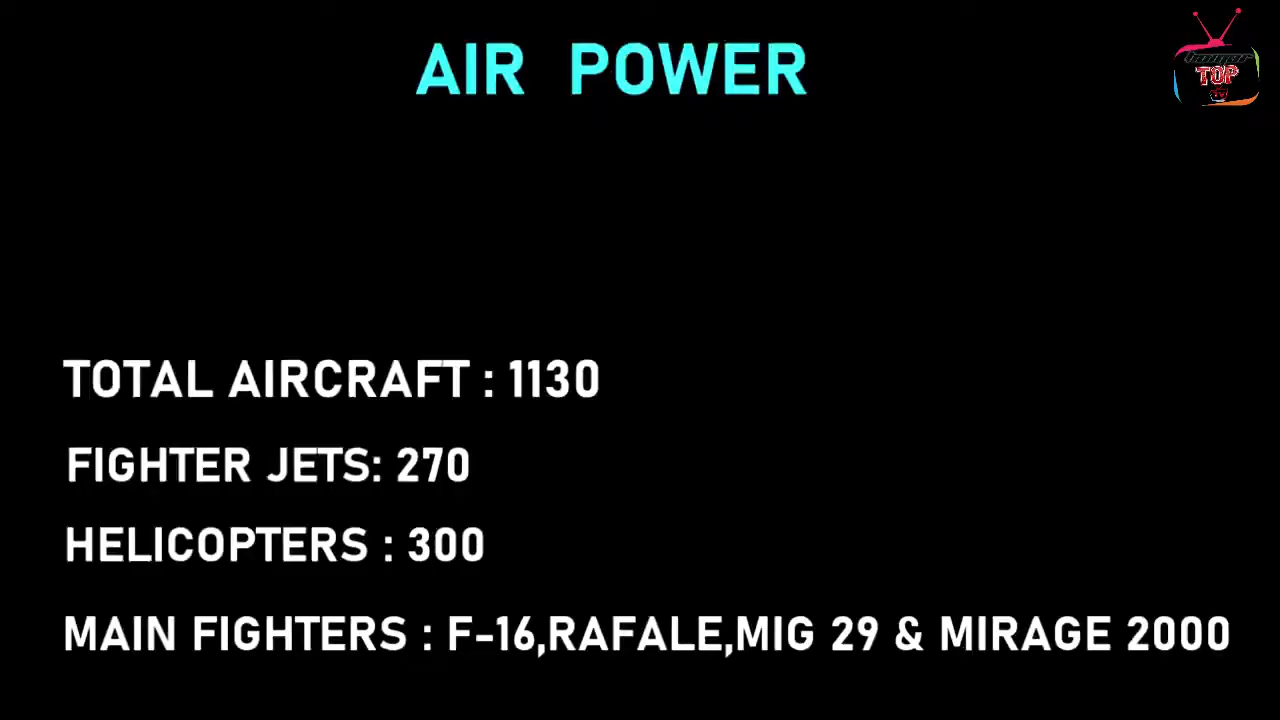 AIR POWER
TOP
TOTAL AIRCRAFT : 1130
FIGHTER JETS: 270
HELICOPTERS : 300
MAIN FIGHTERS : F-16,RAFALE,MIG 29 & MIRAGE 2000